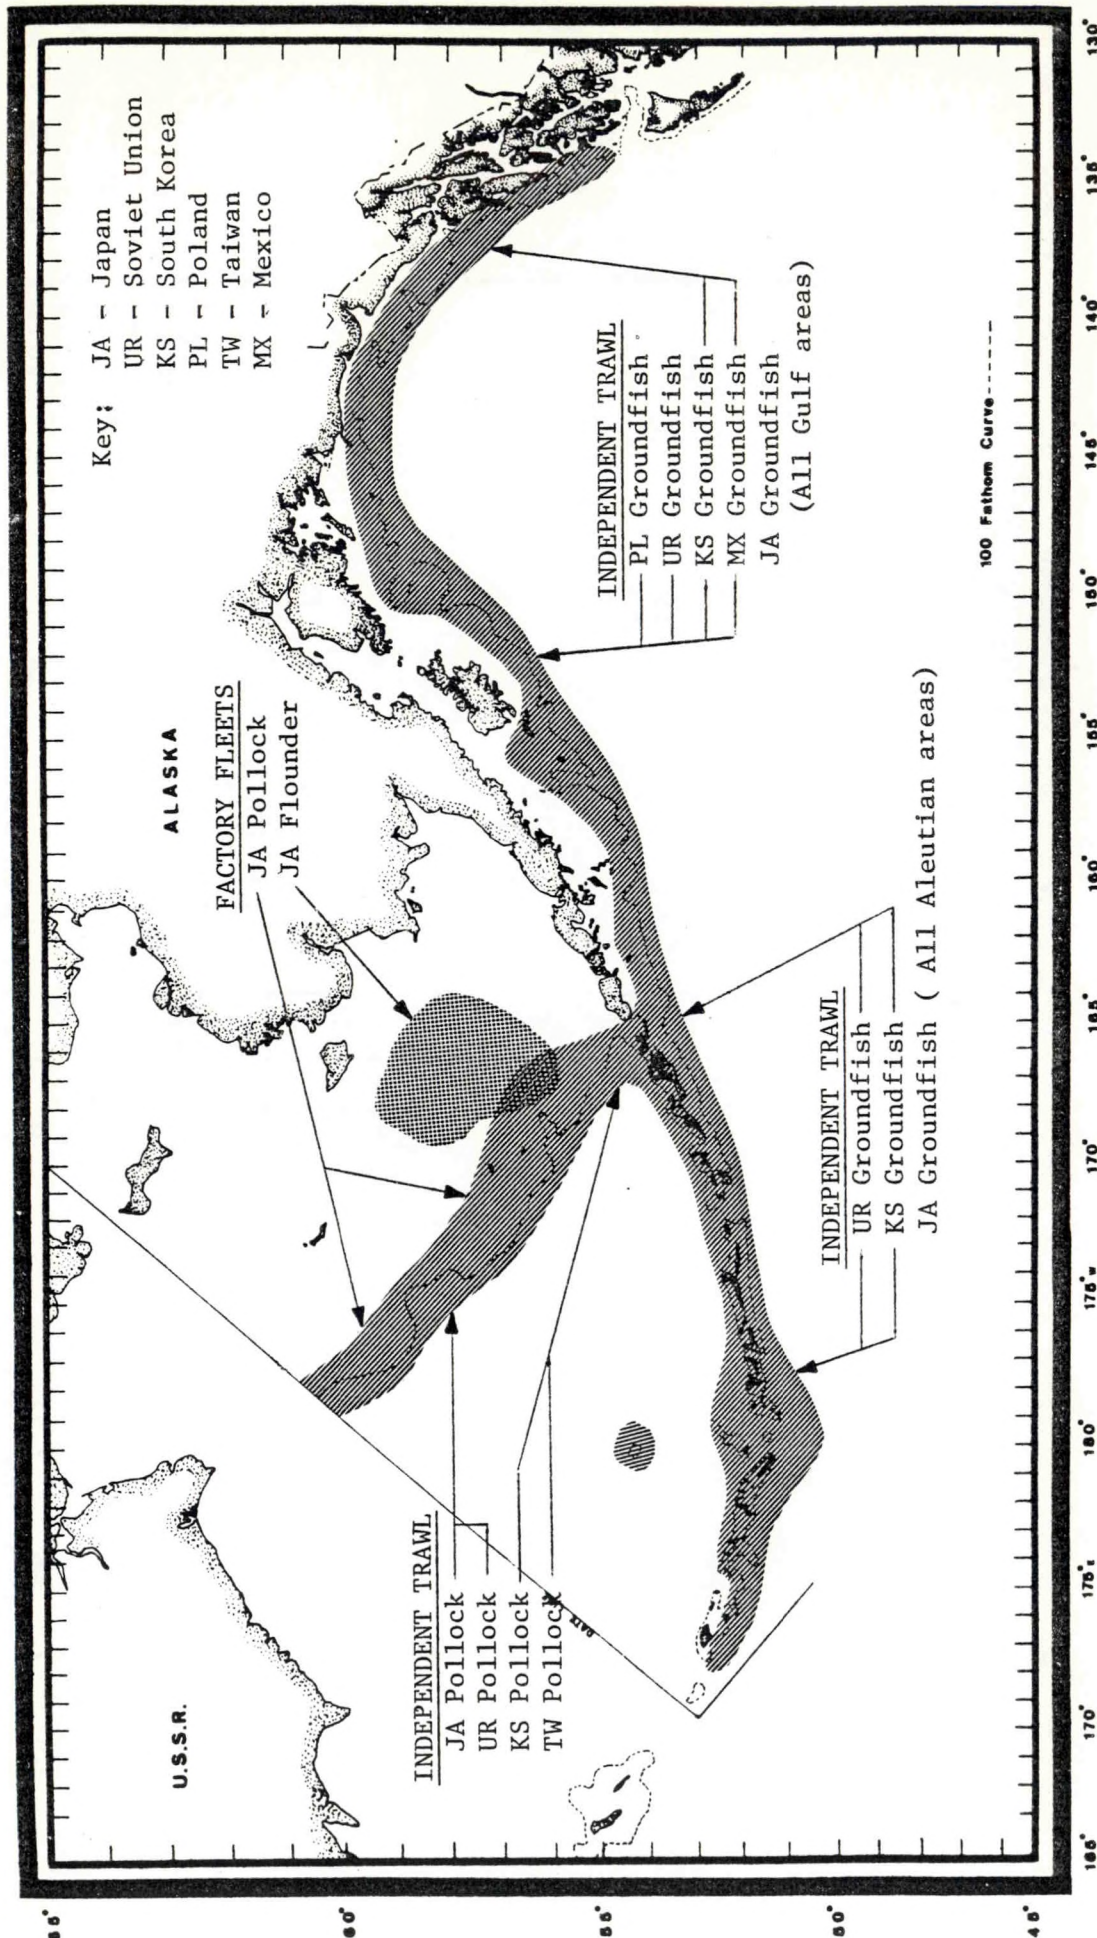 Key: JA - Japan
UR - Soviet Union
KS - South Korea
PL - Poland
TW - Taiwan
MX - Mexico
ALASKA
U.S.S.R.
FACTORY FLEETS
JA Pollock
JA Flounder
INDEPENDENT TRAWL
JA Pollock
UR Pollock
KS Pollock
TW Pollock
DATE
INDEPENDENT TRAWL
PL Groundfish
UR Groundfish
KS Groundfish
MX Groundfish
JA Groundfish
(All Gulf areas)
INDEPENDENT TRAWL
UR Groundfish
KS Groundfish
JA Groundfish ( All Aleutian areas)
100 Fathom Curve------
60°
55°
50°
45°
165°
170°
175°E
180°
175°W
170°
165°
160°
155°
150°
145°
140°
135°
130°